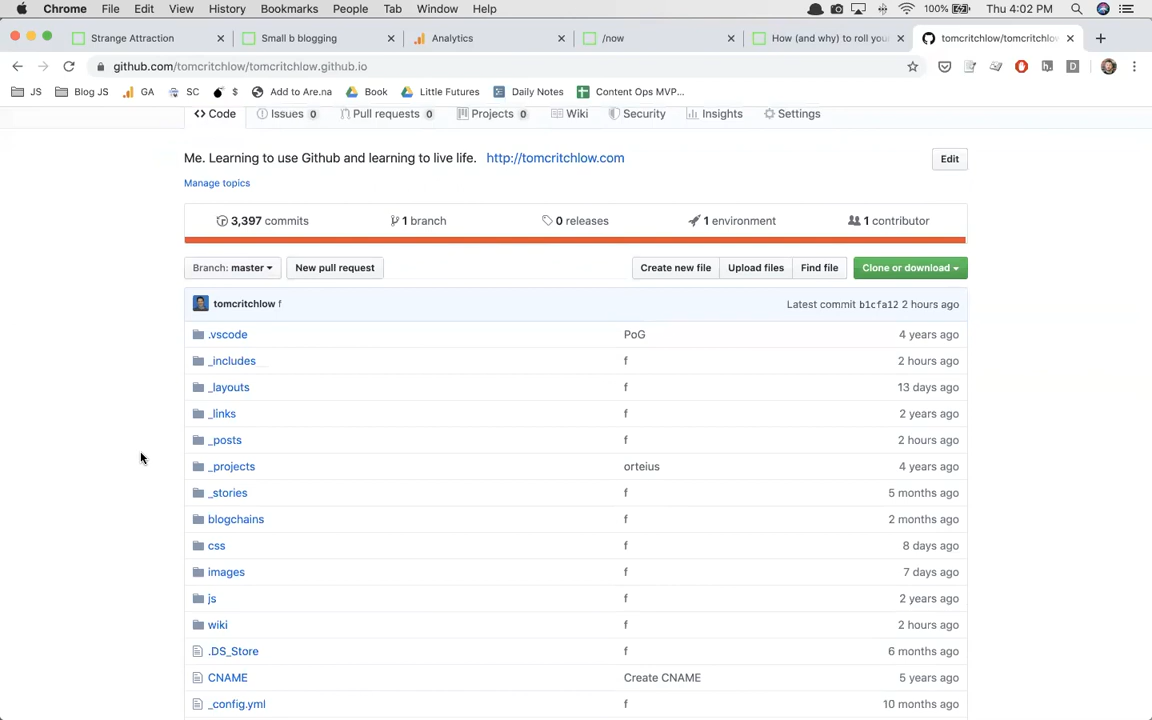 Chrome File Edit View History Bookmarks People Tab Window Help 100% Thu 4:02 PM
Strange Attraction
Small b blogging
Analytics
/now
How (and why) to roll you
tomcritchlow/tomcritchlow
github.com/tomcritchlow/tomcritchlow.github.io
JS Blog JS GA SC $ Add to Are.na Book Little Futures Daily Notes Content Ops MVP...
Code Issues 0 Pull requests 0 Projects 0 Wiki Security Insights Settings
Me. Learning to use Github and learning to live life. http://tomcritchlow.com Edit
Manage topics
3,397 commits 1 branch 0 releases 1 environment 1 contributor
Branch: master New pull request Create new file Upload files Find file Clone or download
tomcritchlow f Latest commit b1cfa12 2 hours ago
.vscode PoG 4 years ago
_includes f 2 hours ago
_layouts f 13 days ago
_links f 2 years ago
_posts f 2 hours ago
_projects orteius 4 years ago
_stories f 5 months ago
blogchains f 2 months ago
css f 8 days ago
images f 7 days ago
js f 2 years ago
wiki f 2 hours ago
.DS_Store f 6 months ago
CNAME Create CNAME 5 years ago
_config.yml f 10 months ago